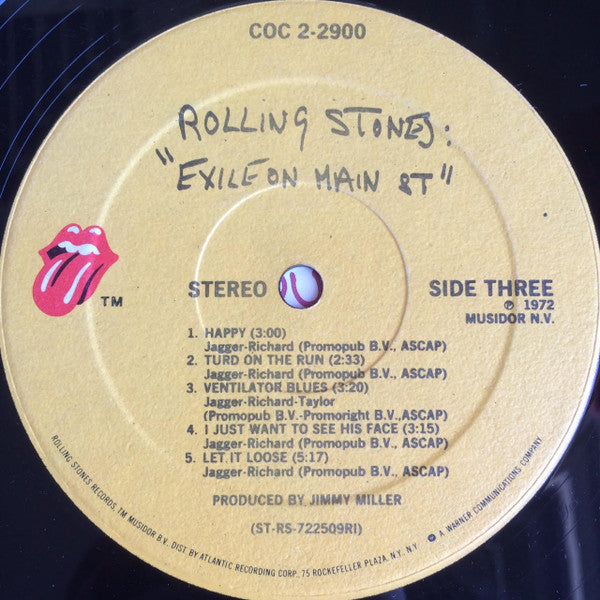 COC 2-2900
ROLLING STONES:
"EXILE ON MAIN ST"
TM
STEREO
SIDE THREE
℗ 1972
MUSIDOR N.V.
1. HAPPY (3:00)
Jagger-Richard (Promopub B.V., ASCAP)
2. TURD ON THE RUN (2:33)
Jagger-Richard (Promopub B.V., ASCAP)
3. VENTILATOR BLUES (3:20)
Jagger-Richard-Taylor
(Promopub B.V.-Promoright B.V.,ASCAP)
4. I JUST WANT TO SEE HIS FACE (3:15)
Jagger-Richard (Promopub B.V., ASCAP)
5. LET IT LOOSE (5:17)
Jagger-Richard (Promopub B.V., ASCAP)
PRODUCED BY JIMMY MILLER
(ST-RS-722509RI)
ROLLING STONES RECORDS, TM MUSIDOR B.V. DIST BY ATLANTIC RECORDING CORP. 75 ROCKEFELLER PLAZA, N.Y. N.Y. A WARNER COMMUNICATIONS COMPANY.